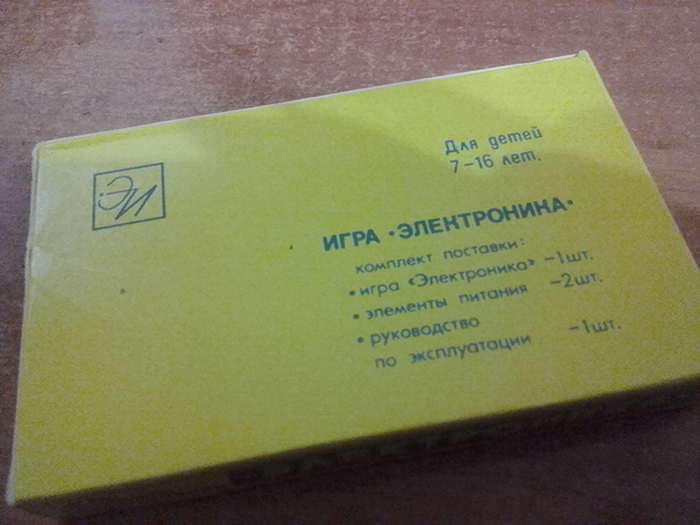 ЭИ
Для детей
7-16 лет.
ИГРА •ЭЛЕКТРОНИКА•
комплект поставки:
• игра «Электроника» -1шт.
• элементы питания -2шт.
• руководство
по эксплуатации -1шт.